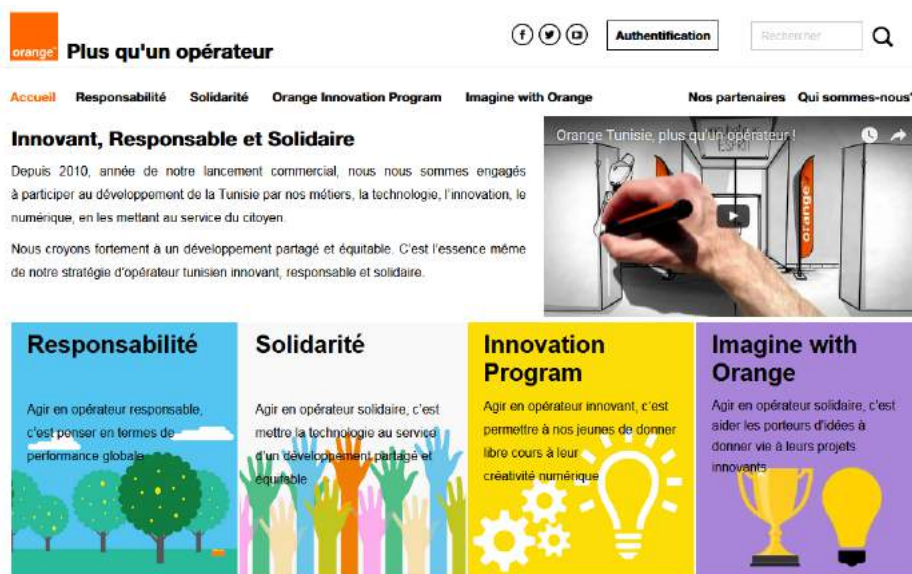 orange™
Plus qu'un opérateur
Authentification
Rechercher
Accueil Responsabilité Solidarité Orange Innovation Program Imagine with Orange Nos partenaires Qui sommes-nous?
Innovant, Responsable et Solidaire
Depuis 2010, année de notre lancement commercial, nous nous sommes engagés
à participer au développement de la Tunisie par nos métiers, la technologie, l'innovation, le
numérique, en les mettant au service du citoyen.
Nous croyons fortement à un développement partagé et équitable. C'est l'essence même
de notre stratégie d'opérateur tunisien innovant, responsable et solidaire.
Orange Tunisie, plus qu'un opérateur !
ESPRIT
orange
Responsabilité
Agir en opérateur responsable,
c'est penser en termes de
performance globale
Solidarité
Agir en opérateur solidaire, c'est
mettre la technologie au service
d'un développement partagé et
équitable
Innovation
Program
Agir en opérateur innovant, c'est
permettre à nos jeunes de donner
libre cours à leur
créativité numérique
Imagine with
Orange
Agir en opérateur solidaire, c'est
aider les porteurs d'idées à
donner vie à leurs projets
innovants